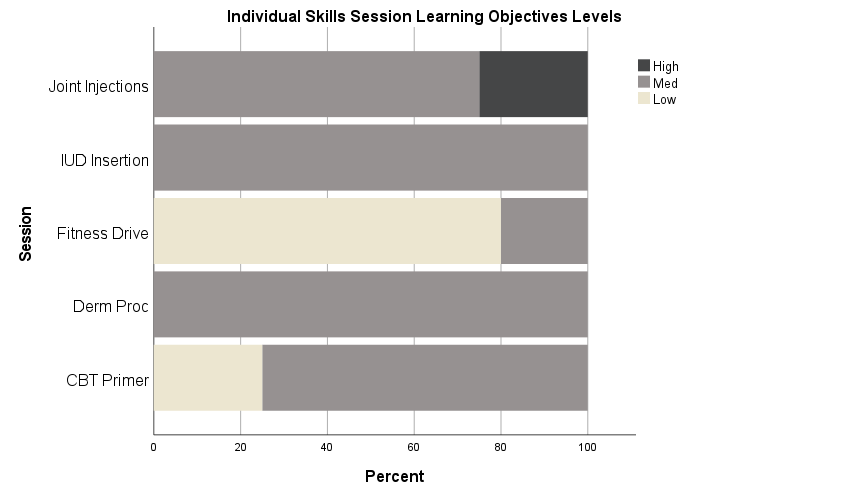 Individual Skills Session Learning Objectives Levels
High
Med
Low
Joint Injections
IUD Insertion
Fitness Drive
Derm Proc
CBT Primer
Session
0 20 40 60 80 100
Percent